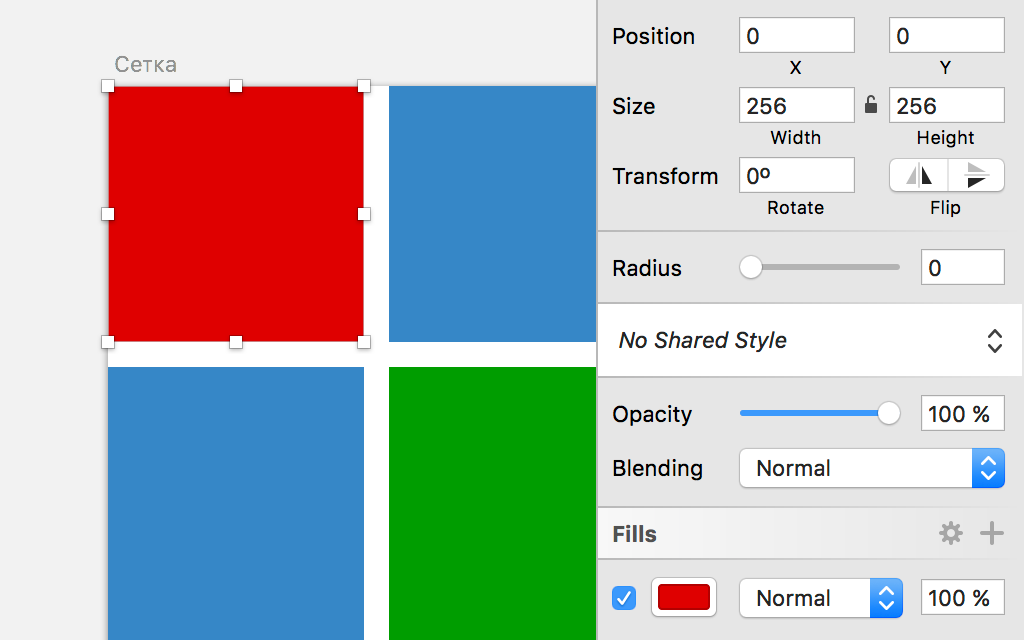 Сетка
Position 0 0
X Y
Size 256 256
Width Height
Transform 0º
Rotate Flip
Radius 0
No Shared Style
Opacity 100 %
Blending Normal
Fills
Normal 100 %